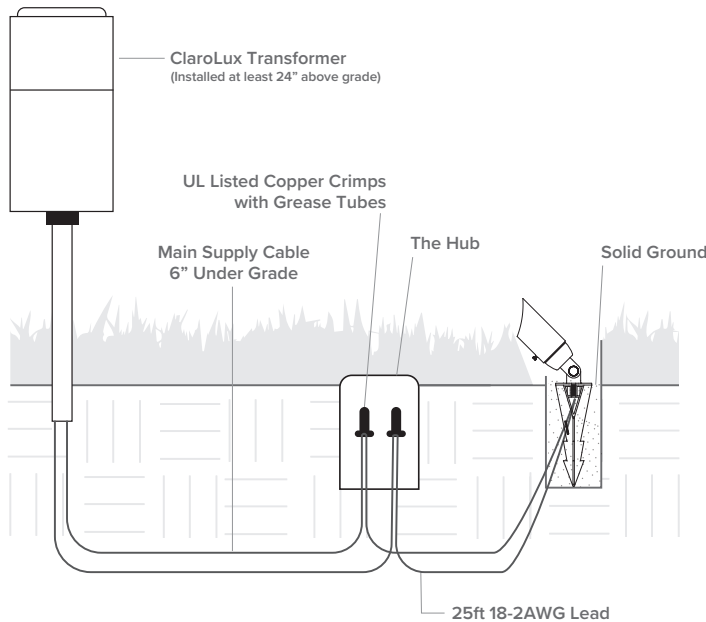 ClaroLux Transformer
(Installed at least 24” above grade)
UL Listed Copper Crimps
with Grease Tubes
The Hub
Main Supply Cable
6” Under Grade
Solid Ground
25ft 18-2AWG Lead